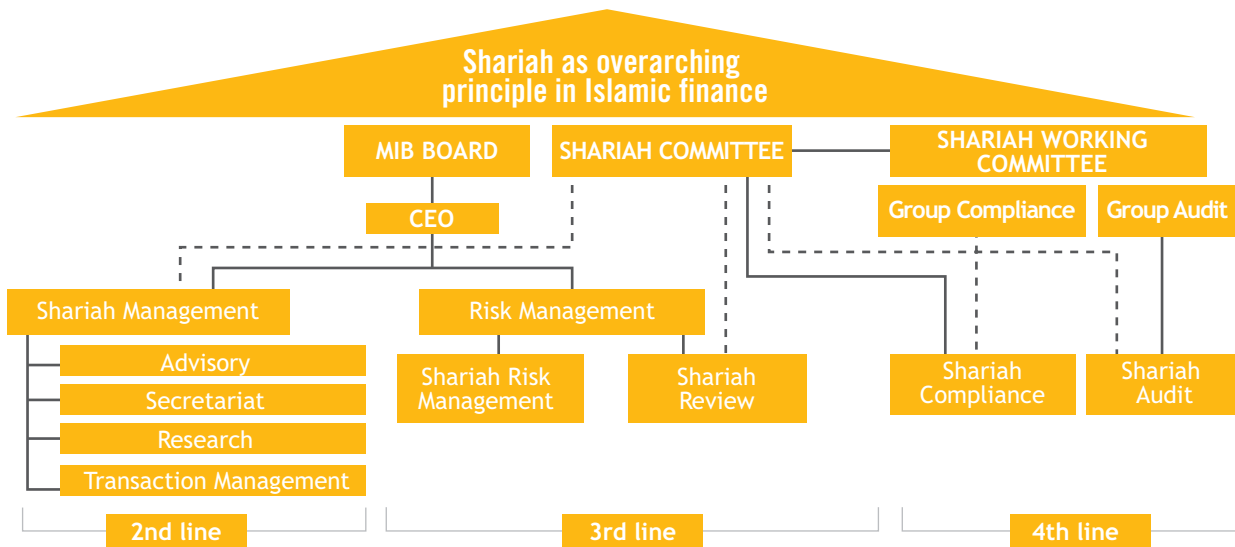 Shariah as overarching
principle in Islamic finance
MIB BOARD
SHARIAH COMMITTEE
SHARIAH WORKING
COMMITTEE
CEO
Group Compliance
Group Audit
Shariah Management
Risk Management
Advisory
Secretariat
Research
Transaction Management
Shariah Risk
Management
Shariah
Review
Shariah
Compliance
Shariah
Audit
2nd line
3rd line
4th line